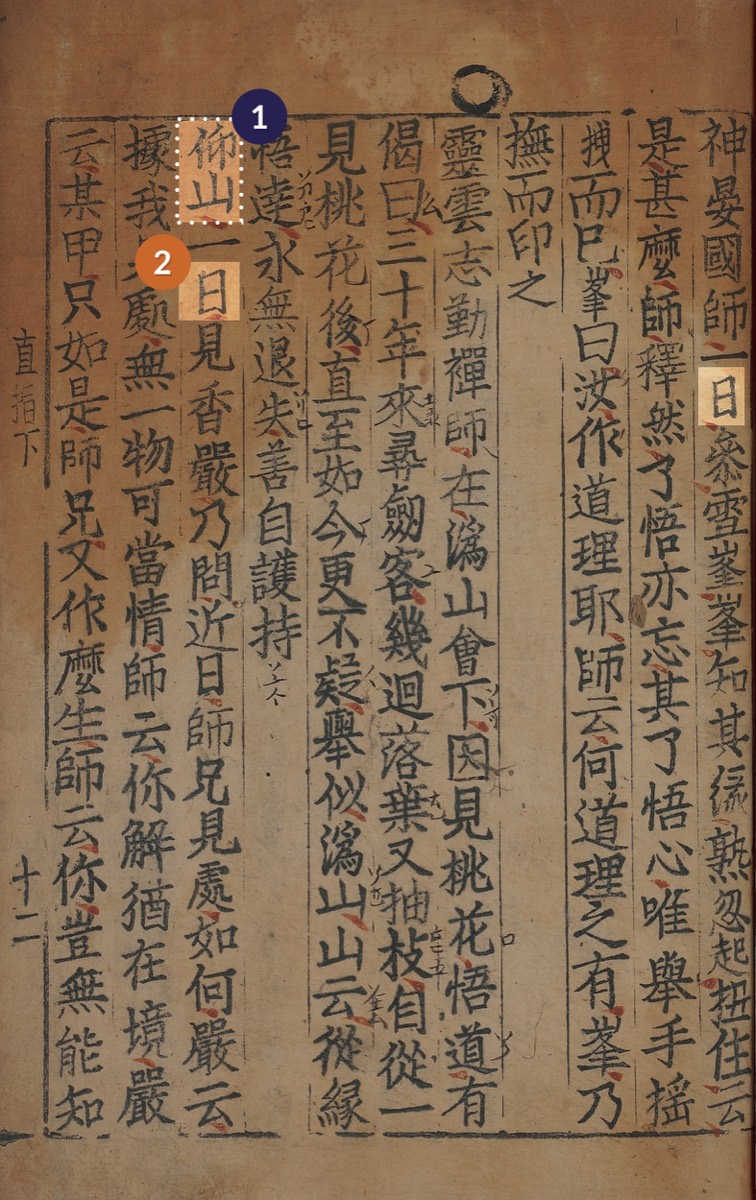 神晏國師一日叅雪峯峯知其緣熟忽起扭住云
是甚麼師釋然了悟亦忘其了悟心唯舉手搖
拽而已峯曰汝作道理耶師云何道理之有峯乃
撫而印之
靈雲志勤禪師在潙山會下因見桃花悟道有
偈曰三十年來尋劒客幾迴落葉又抽枝自從一
見桃花後直至如今更不疑舉似潙山山云從緣
悟達永無退失善自護持
1
仰山一日見香嚴乃問近日師兄見處如何嚴云
2
據我處無一物可當情師云你解猶在境嚴
云某甲只如是師兄又作麼生師云你豈無能知
直指下
十二